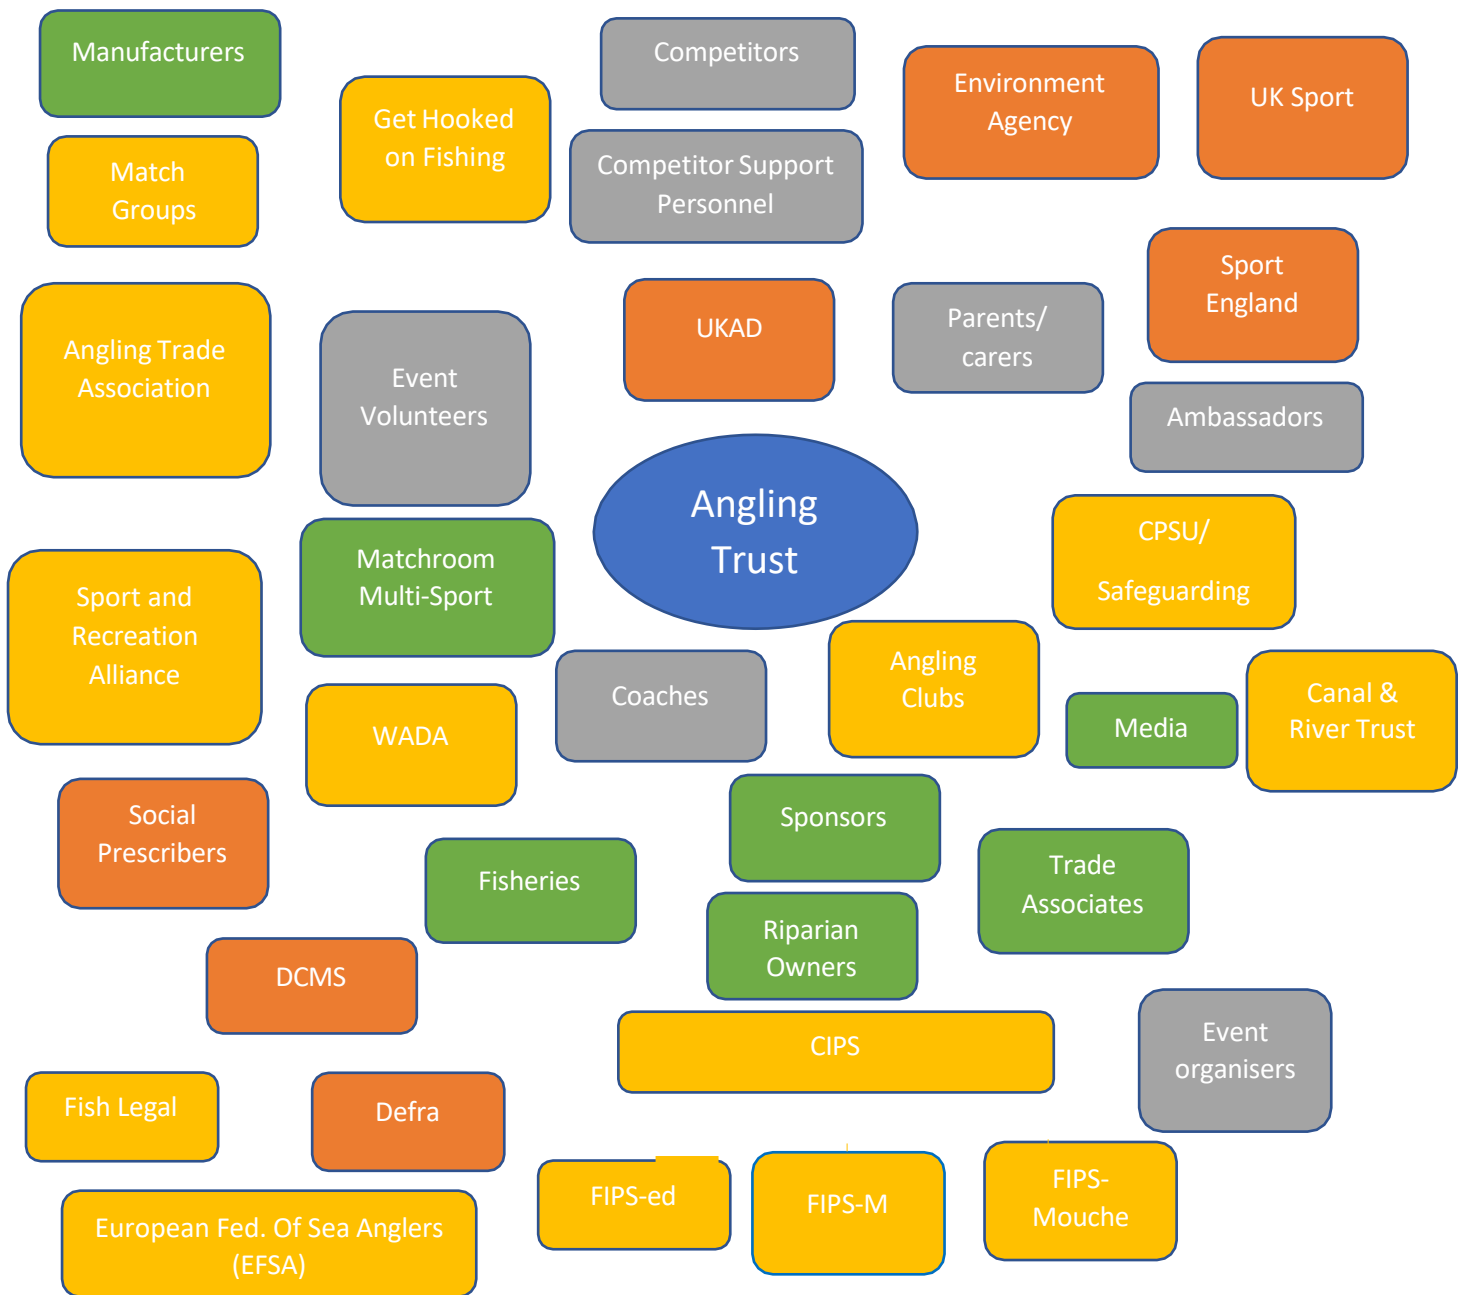 Manufacturers
Competitors
Environment
Agency
UK Sport
Get Hooked
on Fishing
Match
Groups
Competitor Support
Personnel
Sport
England
UKAD
Parents/
carers
Angling Trade
Association
Event
Volunteers
Ambassadors
Angling
Trust
CPSU/
Safeguarding
Matchroom
Multi-Sport
Sport and
Recreation
Alliance
Angling
Clubs
Coaches
Canal &
River Trust
Media
WADA
Social
Prescribers
Sponsors
Fisheries
Trade
Associates
Riparian
Owners
DCMS
CIPS
Event
organisers
Fish Legal
Defra
FIPS-ed
FIPS-M
FIPS-
Mouche
European Fed. Of Sea Anglers
(EFSA)